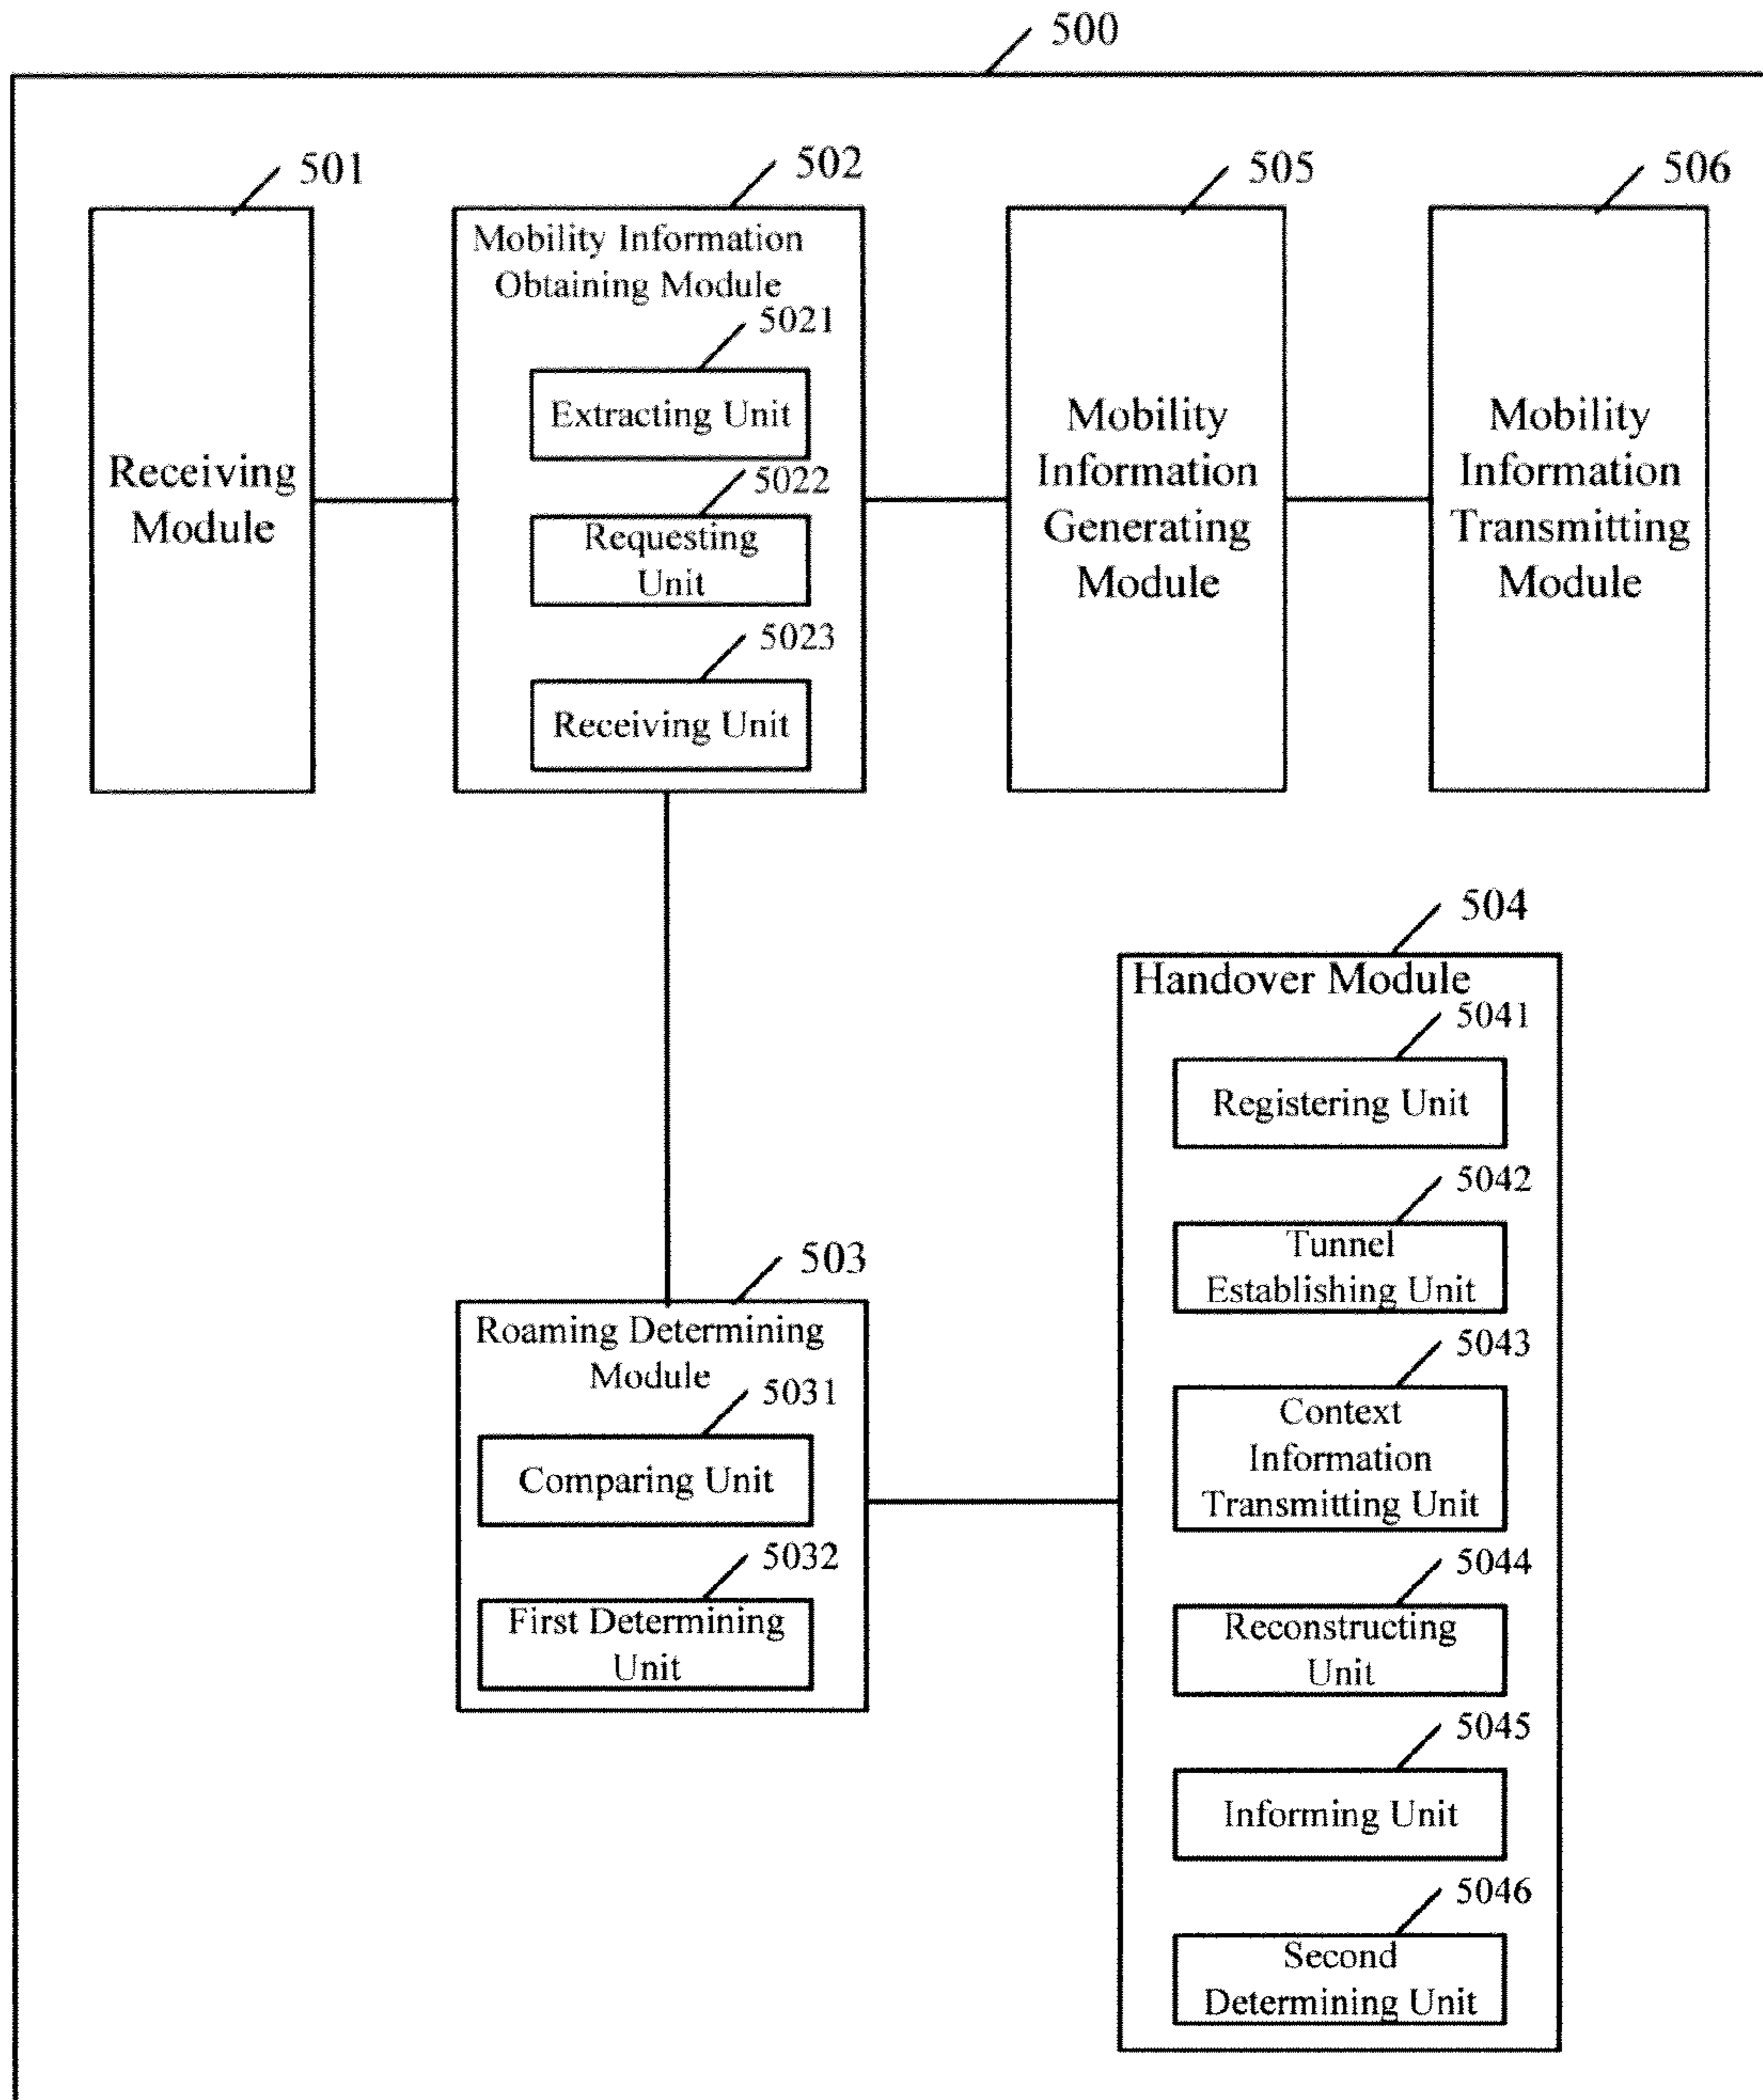 500
501
502
505
506
Receiving
Module
Mobility Information
Obtaining Module
5021
Extracting Unit
5022
Requesting
Unit
5023
Receiving Unit
Mobility
Information
Generating
Module
Mobility
Information
Transmitting
Module
503
Roaming Determining
Module
5031
Comparing Unit
5032
First Determining
Unit
504
Handover Module
5041
Registering Unit
5042
Tunnel
Establishing Unit
5043
Context
Information
Transmitting Unit
5044
Reconstructing
Unit
5045
Informing Unit
5046
Second
Determining Unit